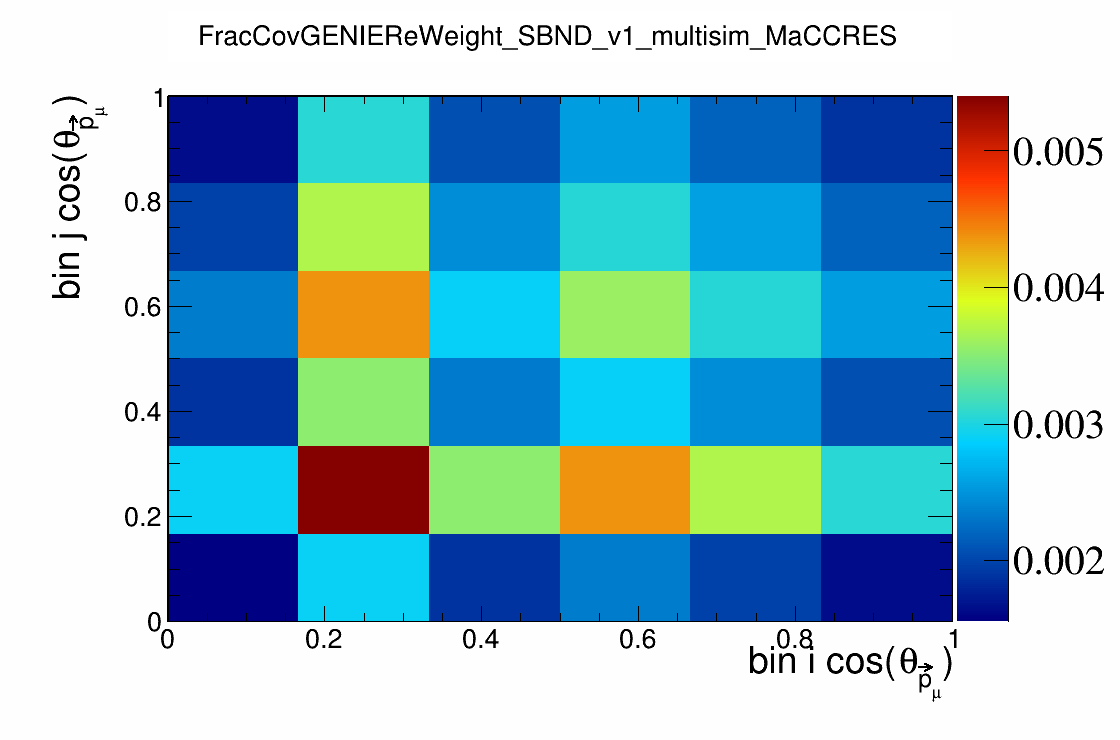 FracCovGENIEReWeight_SBND_v1_multisim_MaCCRES
bin j cos(θp⃗μ)
1
0.8
0.6
0.4
0.2
0
0 0.2 0.4 0.6 0.8 1
bin i cos(θp⃗μ)
0.005
0.004
0.003
0.002